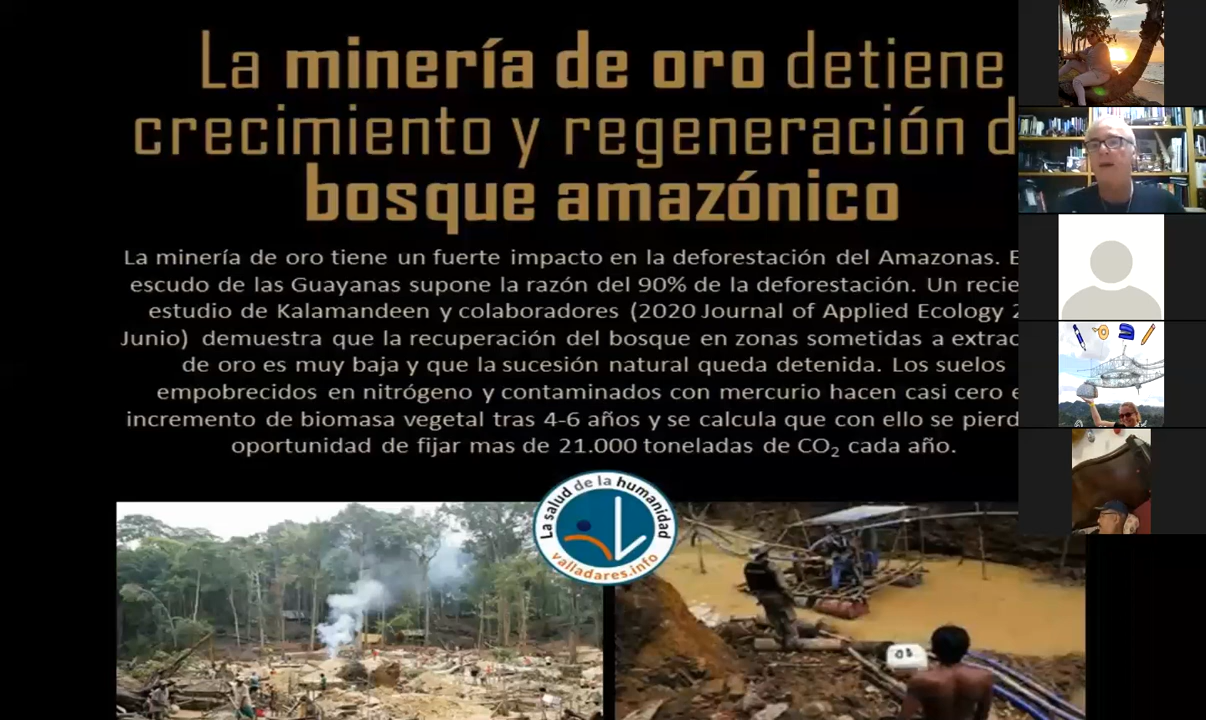 La minería de oro detiene
crecimiento y regeneración d
bosque amazónico
La minería de oro tiene un fuerte impacto en la deforestación del Amazonas. E
escudo de las Guayanas supone la razón del 90% de la deforestación. Un recie
estudio de Kalamandeen y colaboradores (2020 Journal of Applied Ecology 2
Junio) demuestra que la recuperación del bosque en zonas sometidas a extrac
de oro es muy baja y que la sucesión natural queda detenida. Los suelos
empobrecidos en nitrógeno y contaminados con mercurio hacen casi cero e
incremento de biomasa vegetal tras 4-6 años y se calcula que con ello se pierd
oportunidad de fijar mas de 21.000 toneladas de CO₂ cada año.
La salud de la humanidad
valladares.info